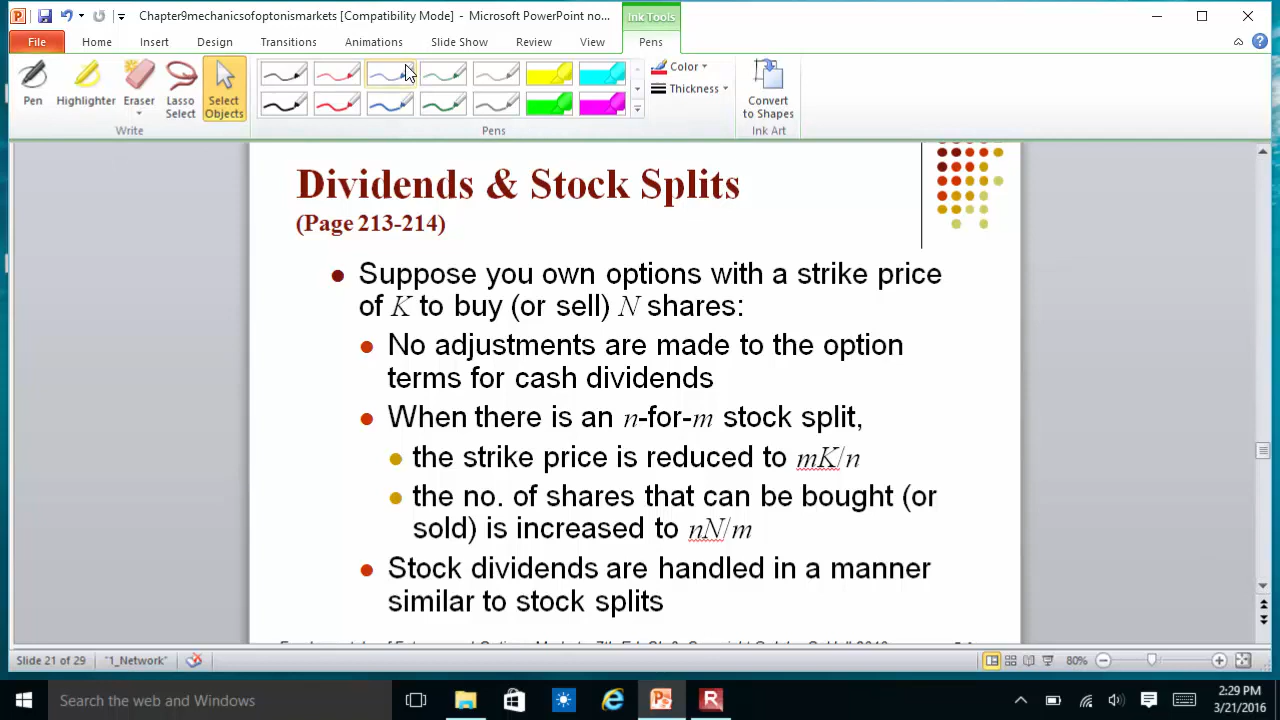 Chapter9mechanicsofoptonismarkets [Compatibility Mode] - Microsoft PowerPoint no...
Ink Tools
File Home Insert Design Transitions Animations Slide Show Review View Pens
Pen Highlighter Eraser Lasso Select Select Objects
Write
Pens
Color
Thickness
Convert to Shapes
Ink Art
Dividends & Stock Splits
(Page 213-214)
Suppose you own options with a strike price
of K to buy (or sell) N shares:
No adjustments are made to the option
terms for cash dividends
When there is an n-for-m stock split,
the strike price is reduced to mK/n
the no. of shares that can be bought (or
sold) is increased to nN/m
Stock dividends are handled in a manner
similar to stock splits
Slide 21 of 29 "1_Network" 80%
Search the web and Windows
2:29 PM
3/21/2016